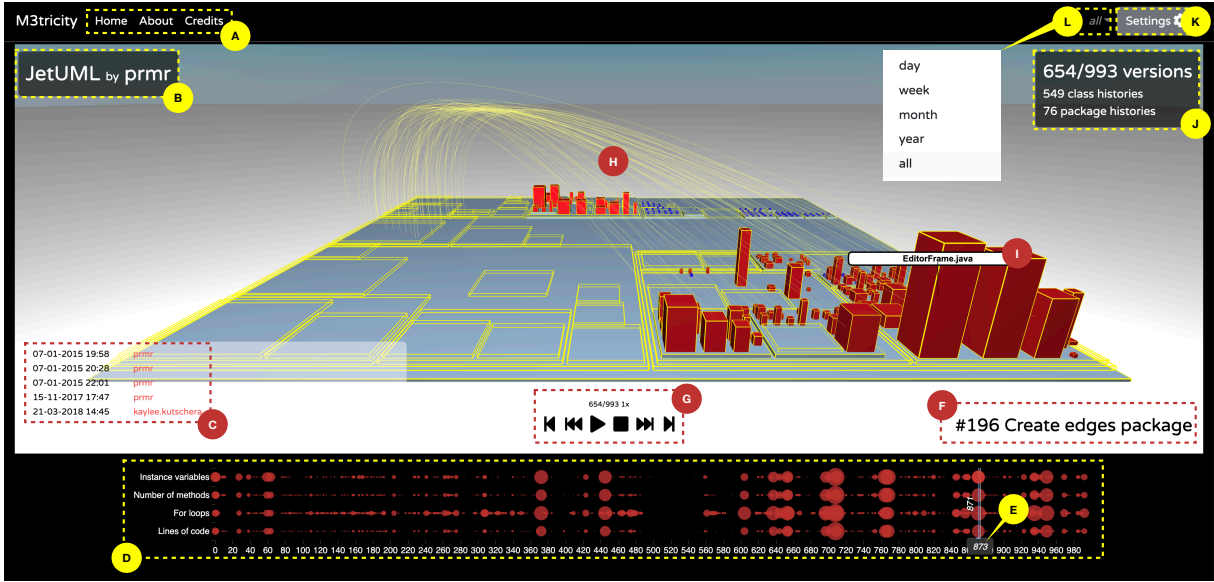 M3tricity Home About Credits
A
L
all
Settings
K
JetUML by prmr
B
day
week
month
year
all
654/993 versions
549 class histories
76 package histories
J
H
I
EditorFrame.java
07-01-2015 19:58 prmr
07-01-2015 20:28 prmr
07-01-2015 22:01 prmr
15-11-2017 17:47 prmr
21-03-2018 14:45 kaylee.kutschera
C
654/993 1x
G
F
#196 Create edges package
Instance variables
Number of methods
For loops
Lines of code
871
E
873
D
0 20 40 60 80 100 120 140 160 180 200 220 240 260 280 300 320 340 360 380 400 420 440 460 480 500 520 540 560 580 600 620 640 660 680 700 720 740 760 780 800 820 840 900 920 940 960 980